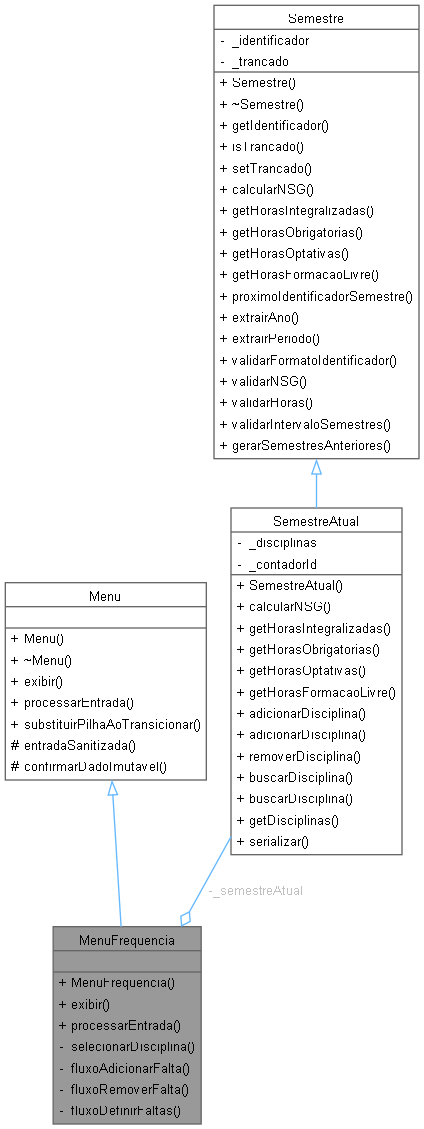 Semestre
- _identificador
- _trancado
+ Semestre()
+ ~Semestre()
+ getIdentificador()
+ isTrancado()
+ setTrancado()
+ calcularNSG()
+ getHorasIntegralizadas()
+ getHorasObrigatorias()
+ getHorasOptativas()
+ getHorasFormacaoLivre()
+ proximoIdentificadorSemestre()
+ extrairAno()
+ extrairPeriodo()
+ validarFormatoIdentificador()
+ validarNSG()
+ validarHoras()
+ validarIntervaloSemestres()
+ gerarSemestresAnteriores()
SemestreAtual
- _disciplinas
- _contadorId
+ SemestreAtual()
+ calcularNSG()
+ getHorasIntegralizadas()
+ getHorasObrigatorias()
+ getHorasOptativas()
+ getHorasFormacaoLivre()
+ adicionarDisciplina()
+ adicionarDisciplina()
+ removerDisciplina()
+ buscarDisciplina()
+ buscarDisciplina()
+ getDisciplinas()
+ serializar()
Menu
+ Menu()
+ ~Menu()
+ exibir()
+ processarEntrada()
+ substituirPilhaAoTransicionar()
# entradaSanitizada()
# confirmarDadoImutavel()
-_semestreAtual
MenuFrequencia
+ MenuFrequencia()
+ exibir()
+ processarEntrada()
- selecionarDisciplina()
- fluxoAdicionarFalta()
- fluxoRemoverFalta()
- fluxoDefinirFaltas()